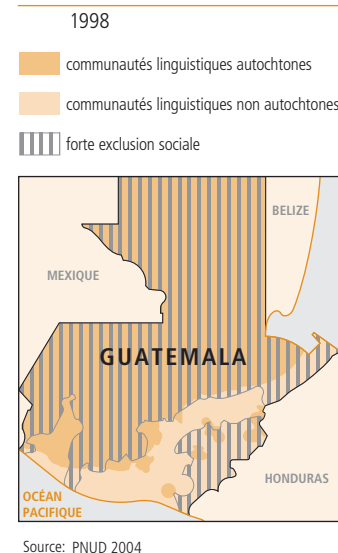 1998
communautés linguistiques autochtones
communautés linguistiques non autochtones
forte exclusion sociale
BELIZE
MEXIQUE
GUATEMALA
HONDURAS
OCÉAN
PACIFIQUE
Source: PNUD 2004